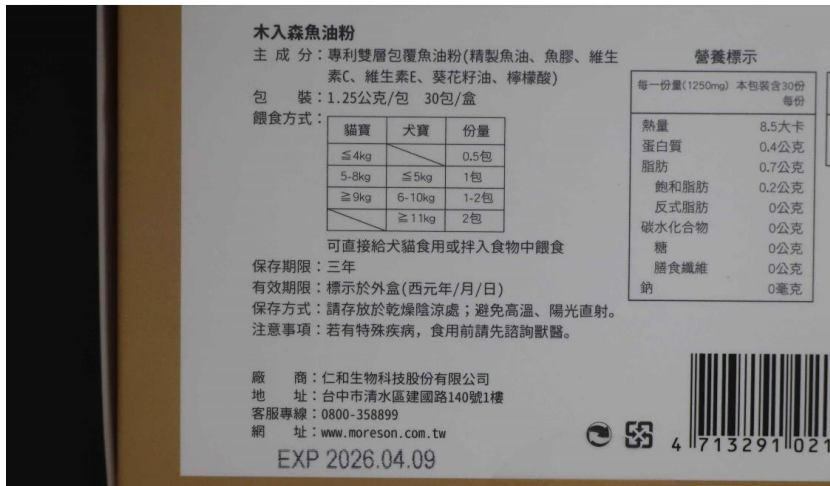 木入森魚油粉
主成分：專利雙層包覆魚油粉(精製魚油、魚膠、維生
素C、維生素E、葵花籽油、檸檬酸)
包裝：1.25公克/包 30包/盒
餵食方式：
貓寶 犬寶 份量
≦4kg 0.5包
5-8kg ≦5kg 1包
≧9kg 6-10kg 1-2包
≧11kg 2包
可直接給犬貓食用或拌入食物中餵食
保存期限：三年
有效期限：標示於外盒(西元年/月/日)
保存方式：請存放於乾燥陰涼處；避免高溫、陽光直射。
注意事項：若有特殊疾病，食用前請先諮詢獸醫。
廠商：仁和生物科技股份有限公司
地址：台中市清水區建國路140號1樓
客服專線：0800-358899
網址：www.moreson.com.tw
EXP 2026.04.09
營養標示
每一份量(1250mg) 本包裝含30份
每份
熱量 8.5大卡
蛋白質 0.4公克
脂肪 0.7公克
飽和脂肪 0.2公克
反式脂肪 0公克
碳水化合物 0公克
糖 0公克
膳食纖維 0公克
鈉 0毫克
4 713291 021